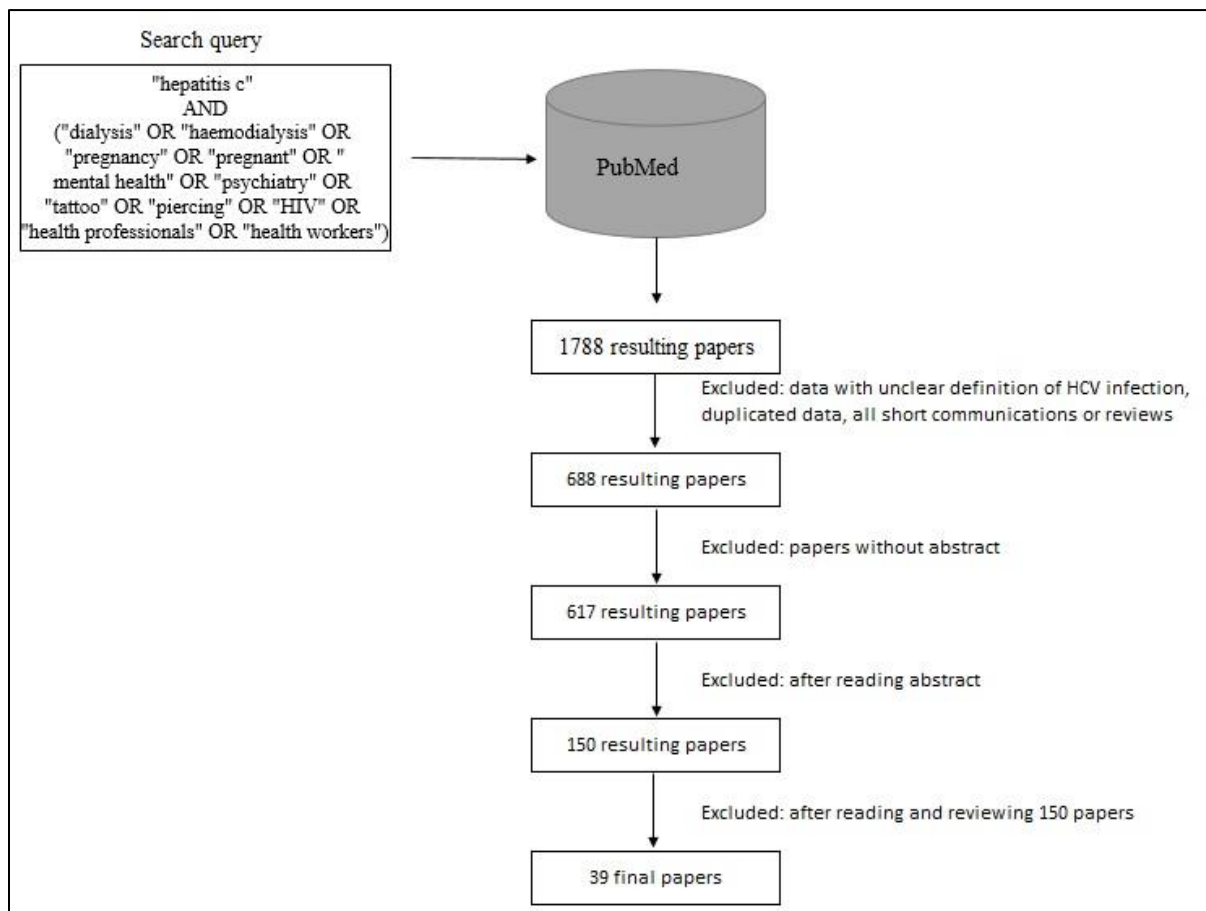 Search query
"hepatitis c"
AND
("dialysis" OR "haemodialysis" OR
"pregnancy" OR "pregnant" OR "
mental health" OR "psychiatry" OR
"tattoo" OR "piercing" OR "HIV" OR
"health professionals" OR "health workers")
PubMed
1788 resulting papers
Excluded: data with unclear definition of HCV infection,
duplicated data, all short communications or reviews
688 resulting papers
Excluded: papers without abstract
617 resulting papers
Excluded: after reading abstract
150 resulting papers
Excluded: after reading and reviewing 150 papers
39 final papers